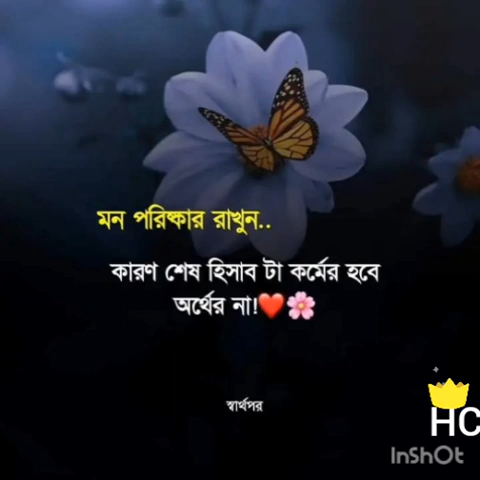 মন পরিষ্কার রাখুন..
কারণ শেষ হিসাব টা কর্মের হবে
অর্থের না!❤️🌸
স্বার্থপর
HC
InShOt